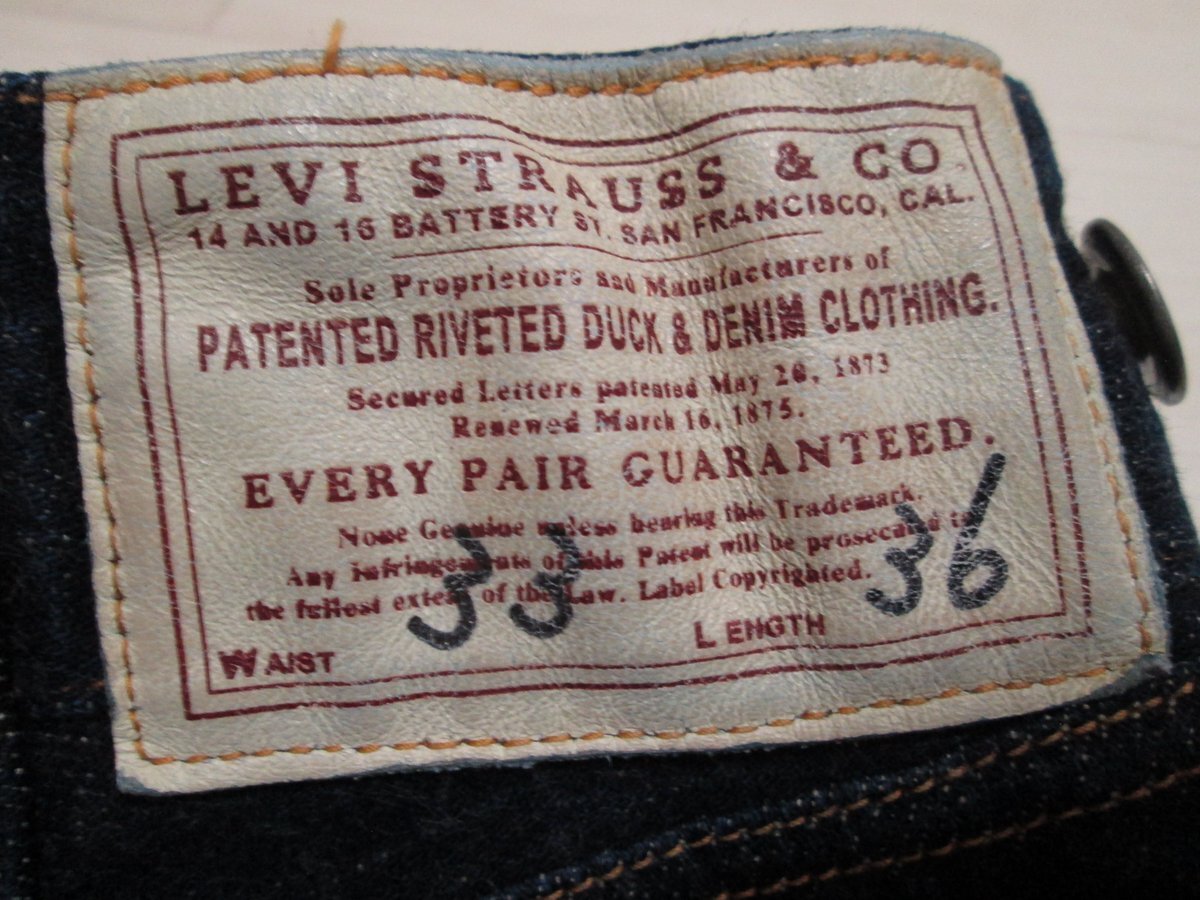 LEVI STRAUSS & CO.
14 AND 16 BATTERY ST. SAN FRANCISCO, CAL.
Sole Proprietors and Manufacturers of
PATENTED RIVETED DUCK & DENIM CLOTHING.
Secured Letters patented May 20, 1873
Renewed March 16, 1875.
EVERY PAIR GUARANTEED.
None Genuine unless bearing this Trademark.
Any infringements of this Patent will be prosecuted to
the fullest extent of the Law. Label Copyrighted.
33 36
WAIST LENGTH